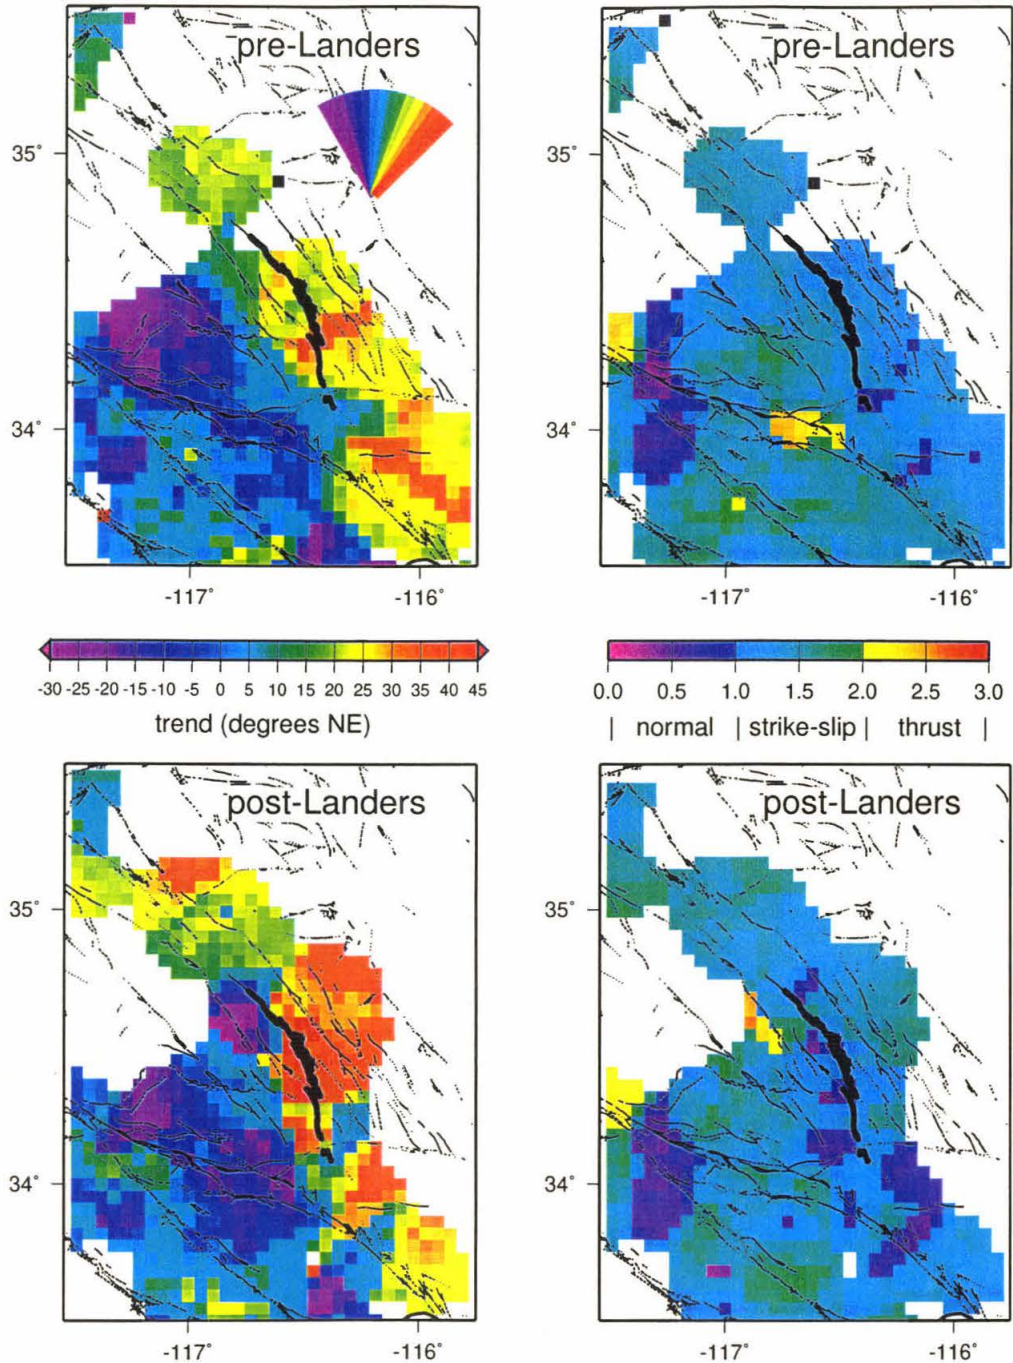 pre-Landers
pre-Landers
35°
34°
-117°
-116°
35°
34°
-117°
-116°
-30 -25 -20 -15 -10 -5 0 5 10 15 20 25 30 35 40 45
trend (degrees NE)
0.0 0.5 1.0 1.5 2.0 2.5 3.0
| normal | strike-slip | thrust |
post-Landers
post-Landers
35°
34°
-117°
-116°
35°
34°
-117°
-116°